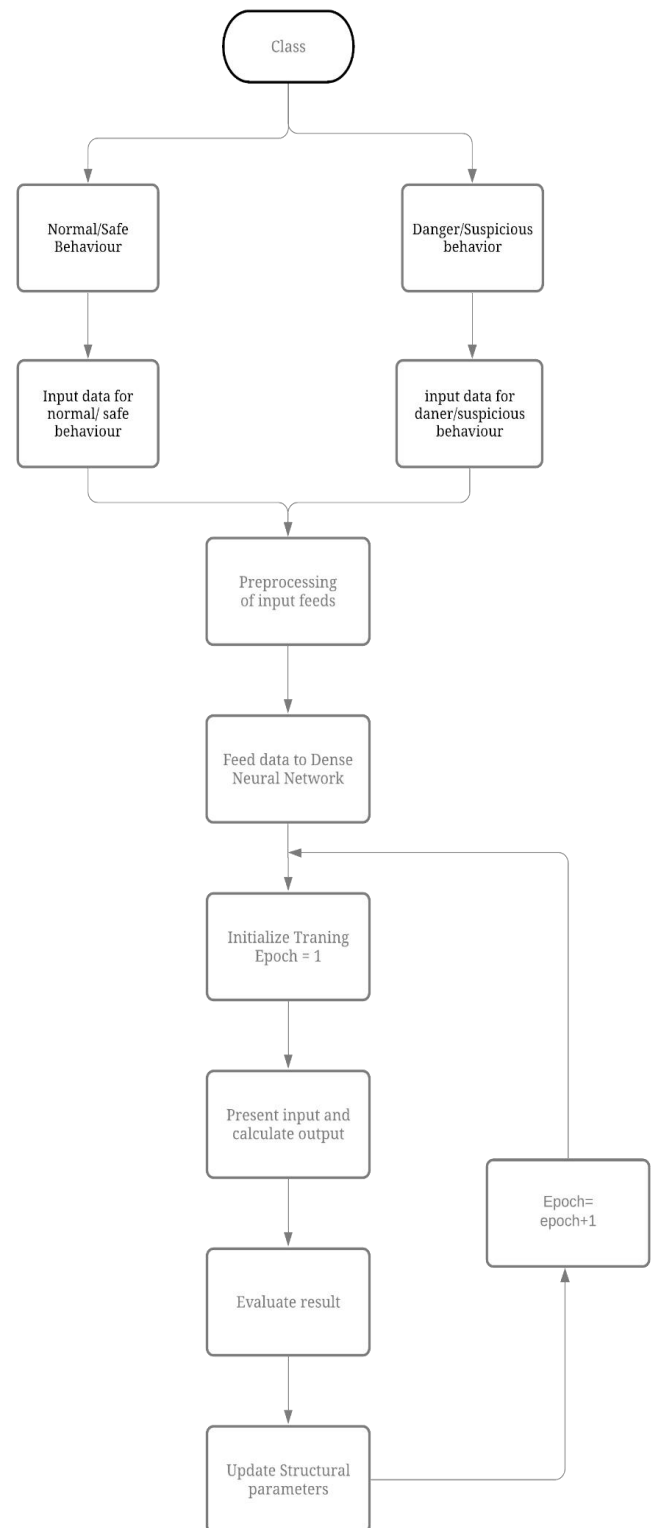 Class
Normal/Safe
Behaviour
Danger/Suspicious
behavior
Input data for
normal/ safe
behaviour
input data for
daner/suspicious
behaviour
Preprocessing
of input feeds
Feed data to Dense
Neural Network
Initialize Traning
Epoch = 1
Present input and
calculate output
Epoch=
epoch+1
Evaluate result
Update Structural
parameters